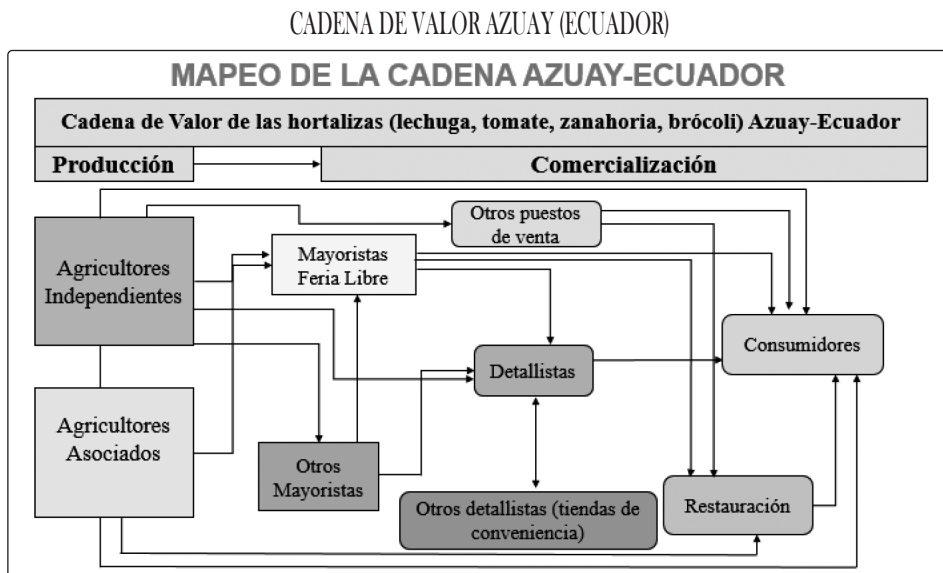 CADENA DE VALOR AZUAY (ECUADOR)
MAPEO DE LA CADENA AZUAY-ECUADOR
Cadena de Valor de las hortalizas (lechuga, tomate, zanahoria, brócoli) Azuay-Ecuador
Producción
Comercialización
Otros puestos
de venta
Agricultores
Independientes
Mayoristas
Feria Libre
Consumidores
Detallistas
Agricultores
Asociados
Otros
Mayoristas
Otros detallistas (tiendas de
conveniencia)
Restauración